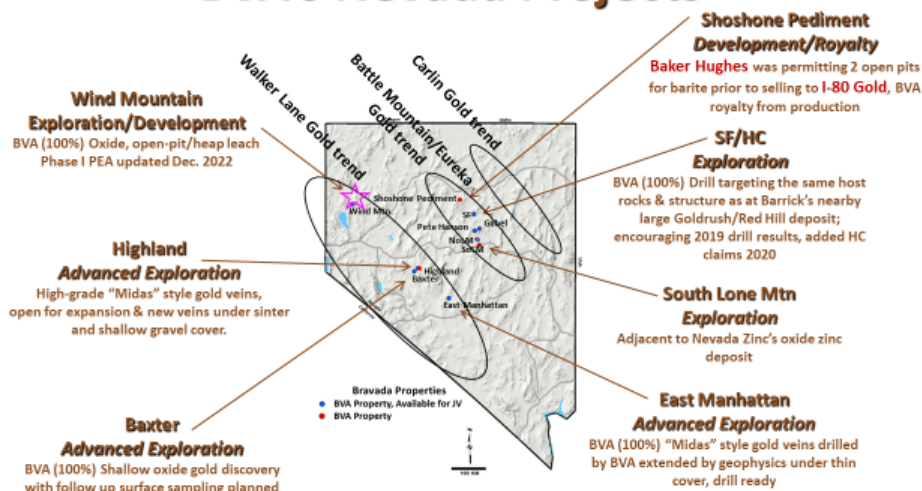 Shoshone Pediment
Development/Royalty
Baker Hughes was permitting 2 open pits
for barite prior to selling to I-80 Gold, BVA
royalty from production
Wind Mountain
Exploration/Development
BVA (100%) Oxide, open-pit/heap leach
Phase I PEA updated Dec. 2022
Walker Lane Gold trend
Battle Mountain/Eureka
Gold trend
Carlin Gold trend
SF/HC
Exploration
BVA (100%) Drill targeting the same host
rocks & structure as at Barrick's nearby
large Goldrush/Red Hill deposit;
encouraging 2019 drill results, added HC
claims 2020
Shoshone Pediment
Wind Mtn.
SF
Gabel
Pete Hanson
NoLM
SoLM
Highland
Baxter
East Manhattan
Highland
Advanced Exploration
High-grade "Midas" style gold veins,
open for expansion & new veins under sinter
and shallow gravel cover.
South Lone Mtn
Exploration
Adjacent to Nevada Zinc's oxide zinc
deposit
Bravada Properties
BVA Property, Available for JV
BVA Property
Baxter
Advanced Exploration
BVA (100%) Shallow oxide gold discovery
with follow up surface sampling planned
East Manhattan
Advanced Exploration
BVA (100%) "Midas" style gold veins drilled
by BVA extended by geophysics under thin
cover, drill ready
100 KM